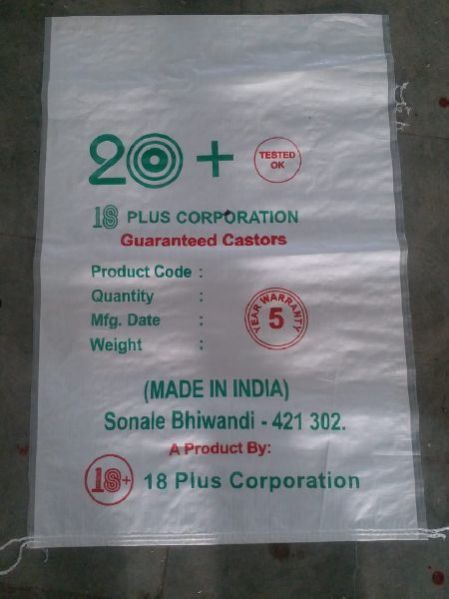 20 +
TESTED
OK
18 PLUS CORPORATION
Guaranteed Castors
Product Code :
Quantity :
Mfg. Date :
Weight :
YEAR WARRANTY
5
(MADE IN INDIA)
Sonale Bhiwandi - 421 302.
A Product By:
18+ 18 Plus Corporation